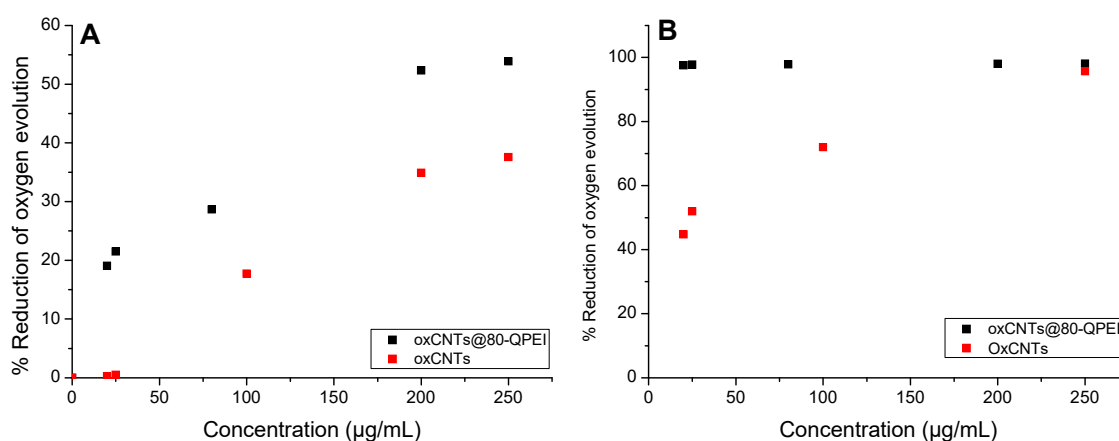 A
% Reduction of oxygen evolution
60
50
40
30
20
10
0
oxCNTs@80-QPEI
oxCNTs
0
50
100
150
200
250
Concentration (µg/mL)
B
% Reduction of oxygen evolution
100
80
60
40
20
0
oxCNTs@80-QPEI
OxCNTs
0
50
100
150
200
250
Concentration (µg/mL)